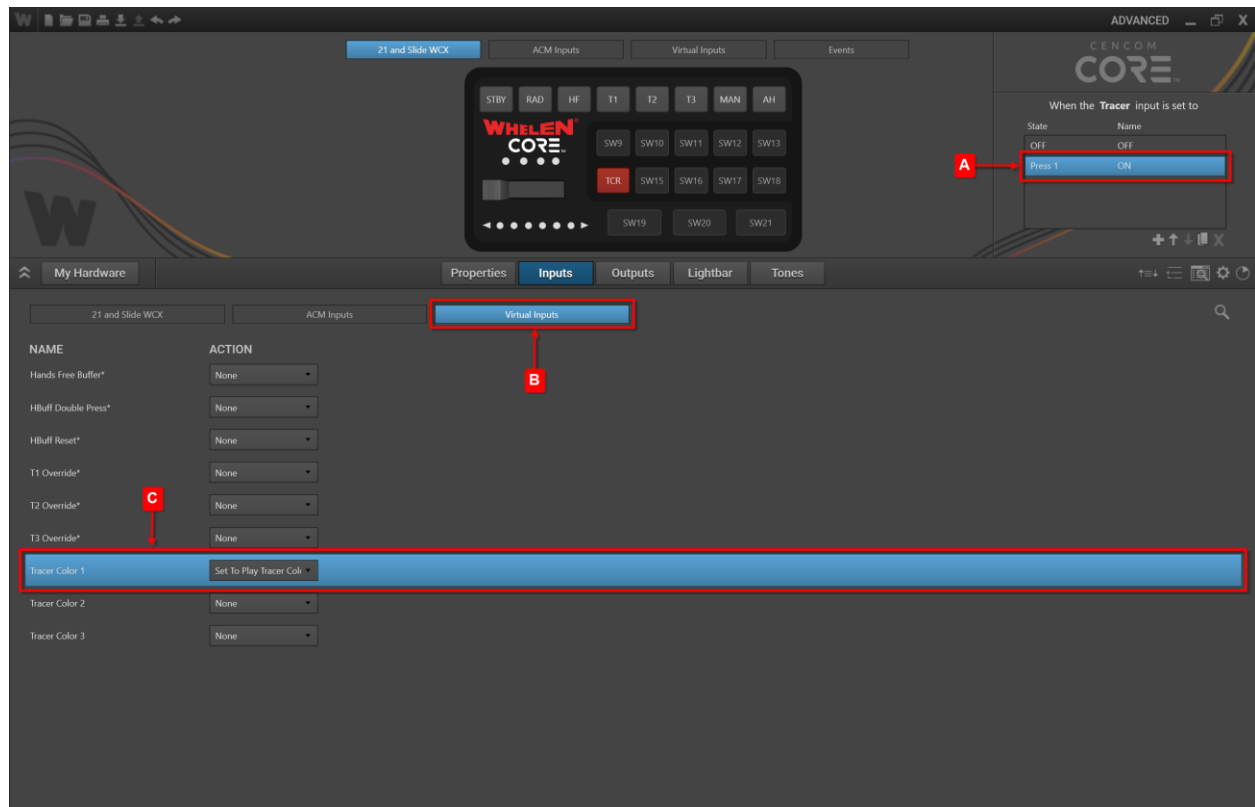 W
ADVANCED
21 and Slide WCX ACM Inputs Virtual Inputs Events
CENCOM
CORE™
When the Tracer input is set to
State Name
OFF OFF
A
Press 1 ON
STBY RAD HF T1 T2 T3 MAN AH
WHELEN®
CORE™
SW9 SW10 SW11 SW12 SW13
TCR SW15 SW16 SW17 SW18
SW19 SW20 SW21
W
My Hardware
Properties Inputs Outputs Lightbar Tones
21 and Slide WCX ACM Inputs Virtual Inputs
B
NAME ACTION
Hands Free Buffer* None
HBuff Double Press* None
HBuff Reset* None
T1 Override* None
C
T2 Override* None
T3 Override* None
Tracer Color 1 Set To Play Tracer Col
Tracer Color 2 None
Tracer Color 3 None